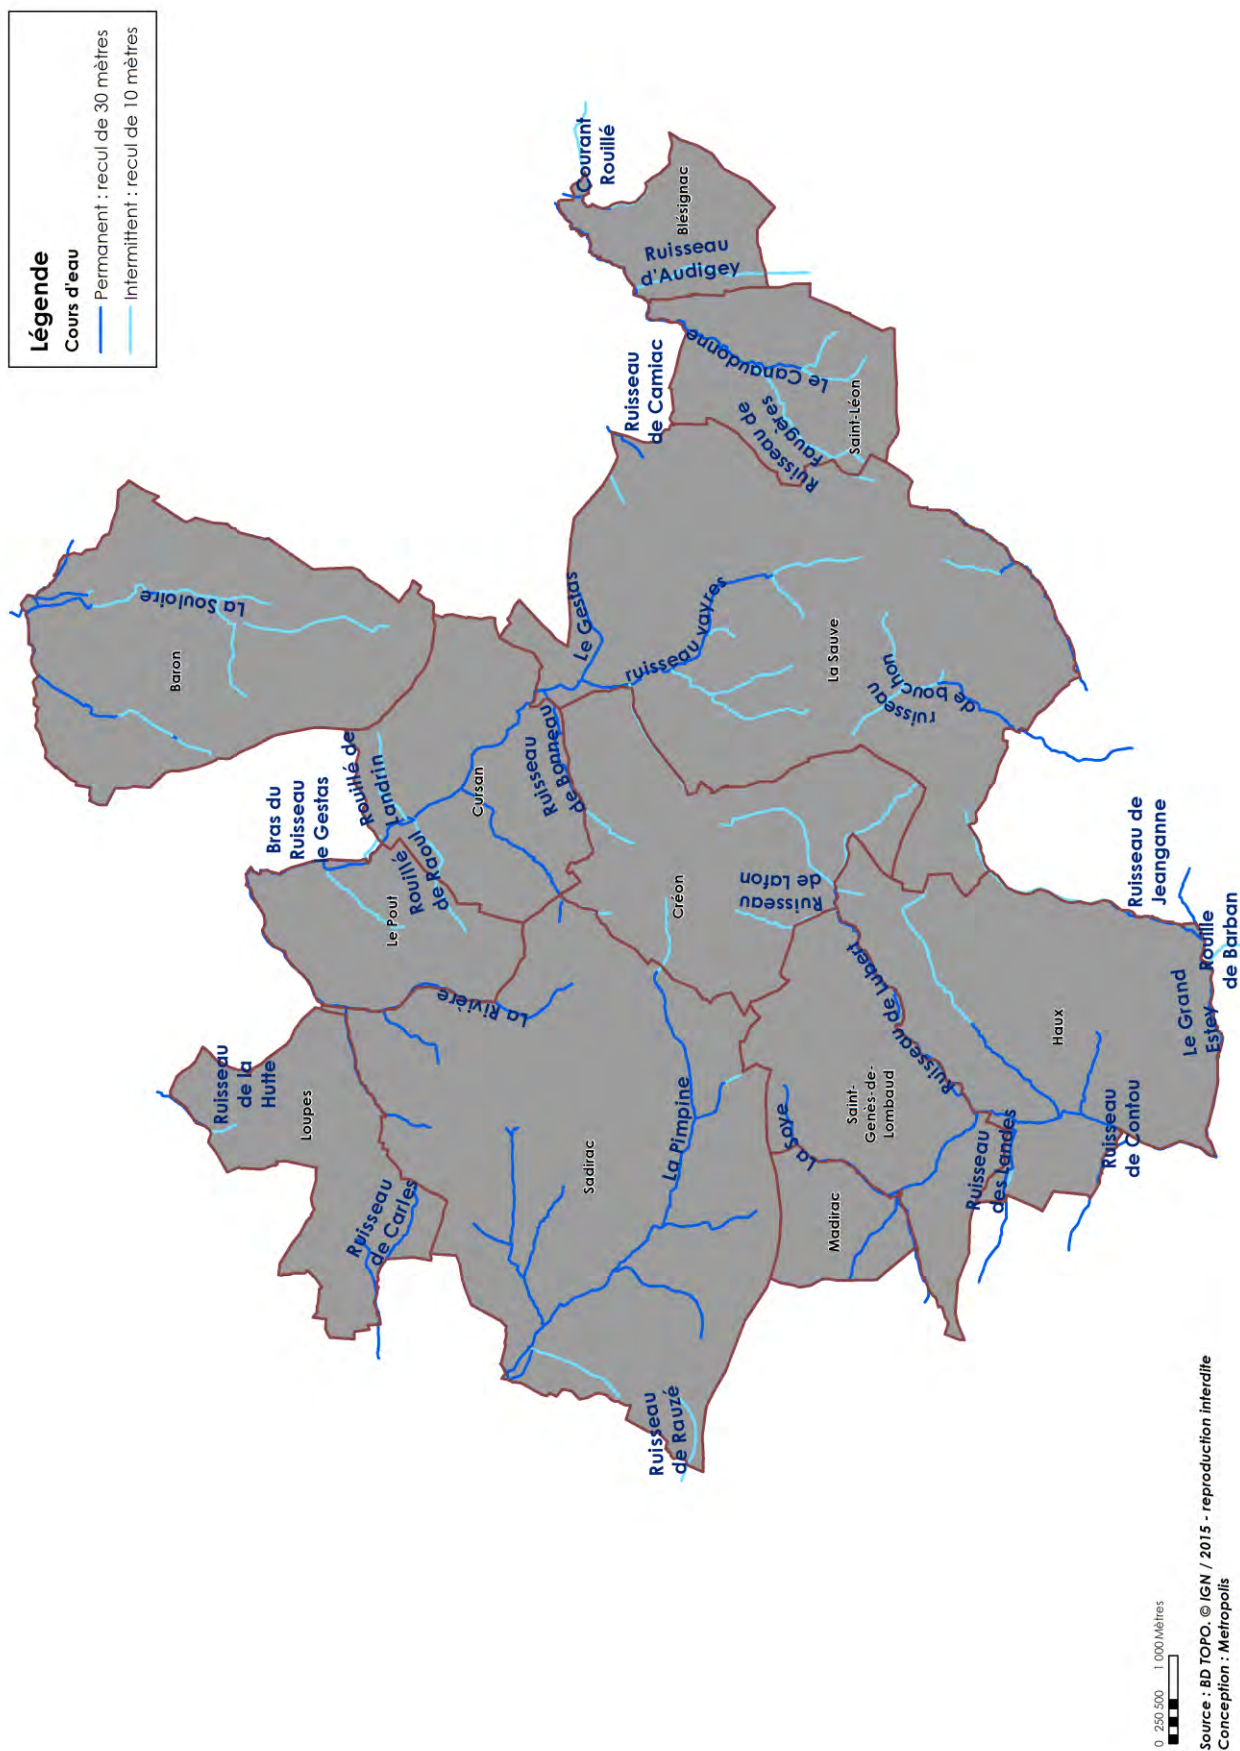 Légende
Cours d'eau
Permanent : recul de 30 mètres
Intermittent : recul de 10 mètres
La Souloire
Baron
Bras du
Ruisseau
le Gestas
Rouillé de
Landrin
Rouillé
de Raoul
Le Pout
Cursan
Ruisseau
de Bonneau
Le Gestas
Ruisseau
de Camiac
Courant
Rouillé
Blésignac
Ruisseau
d'Audigey
Le Canaudonne
Ruisseau de
Faugères
Saint-Léon
ruisseau vayres
La Sauve
ruisseau
de bouchon
Ruisseau
de la
Hutte
Loupes
La Rivière
Ruisseau
de Carles
Sadirac
La Pimpine
Créon
Ruisseau
de Lafon
Ruisseau
de Rauzé
La Soye
Madirac
Saint-
Genès-de-
Lombaud
Ruisseau de Lubert
Ruisseau
des Landes
Haux
Ruisseau
de Contou
Ruisseau de
Jeanganne
Le Grand
Estey
Rouille
de Barban
0 250 500 1 000 Mètres
Source : BD TOPO. © IGN / 2015 - reproduction interdite
Conception : Metropolis